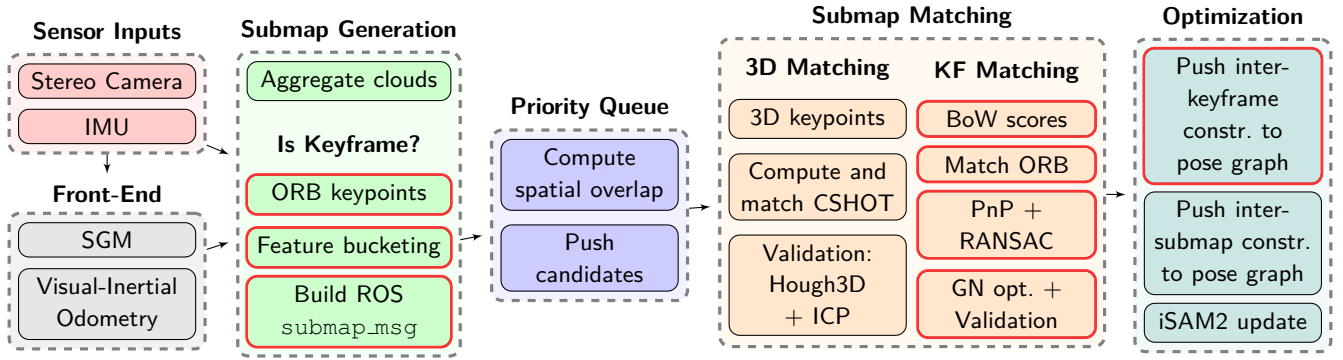 Sensor Inputs
Stereo Camera
IMU
Front-End
SGM
Visual-Inertial
Odometry
Submap Generation
Aggregate clouds
Is Keyframe?
ORB keypoints
Feature bucketing
Build ROS
submap_msg
Priority Queue
Compute
spatial overlap
Push
candidates
Submap Matching
3D Matching
3D keypoints
Compute and
match CSHOT
Validation:
Hough3D
+ ICP
KF Matching
BoW scores
Match ORB
PnP +
RANSAC
GN opt. +
Validation
Optimization
Push inter-
keyframe
constr. to
pose graph
Push inter-
submap constr.
to pose graph
iSAM2 update